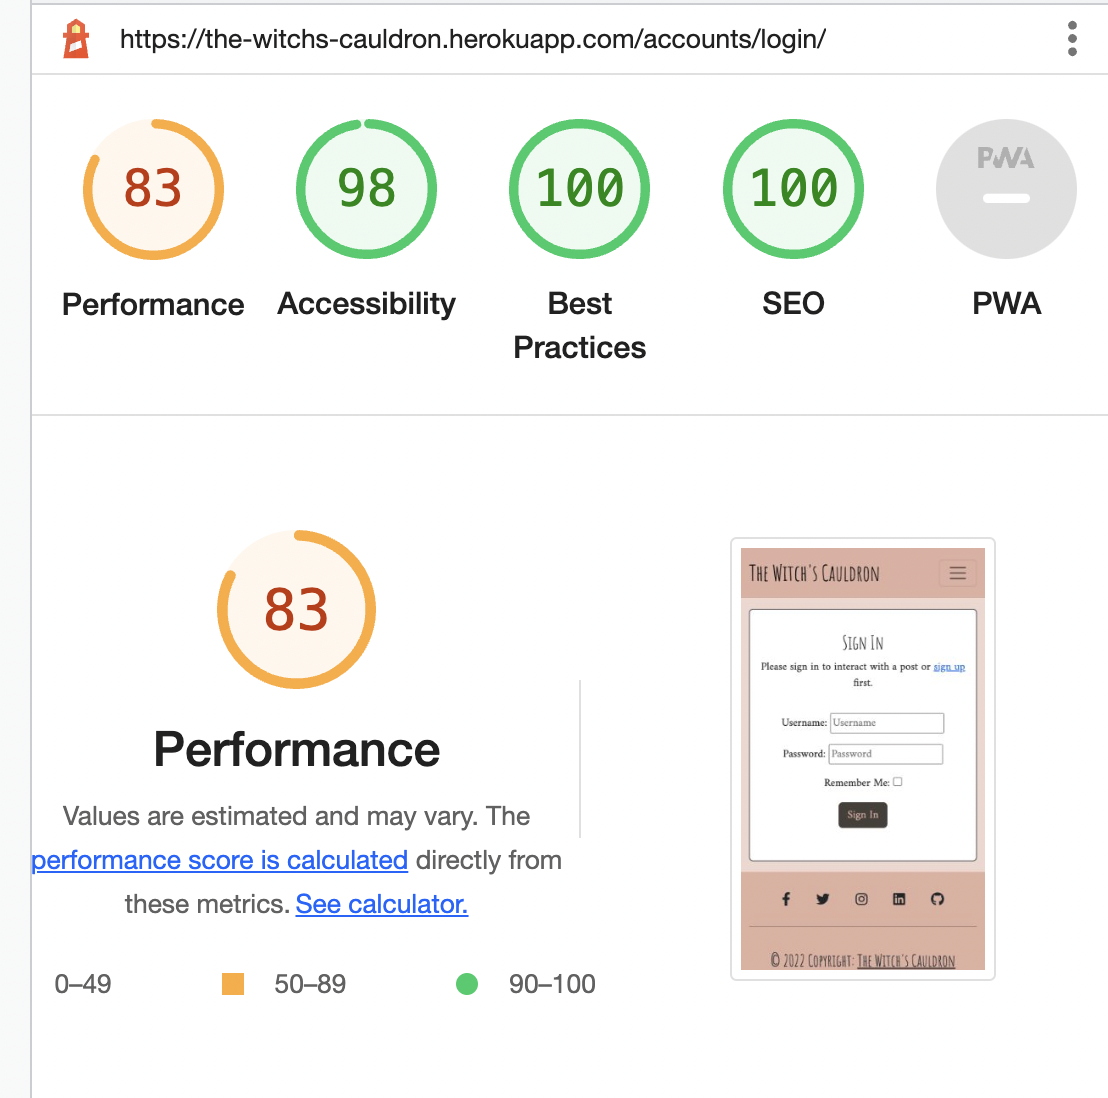 https://the-witchs-cauldron.herokuapp.com/accounts/login/
83
98
100
100
PWA
Performance
Accessibility
Best
Practices
SEO
PWA
83
Performance
Values are estimated and may vary. The
performance score is calculated directly from
these metrics. See calculator.
0–49
50–89
90–100
The Witch's Cauldron
Sign In
Please sign in to interact with a post or sign up
first.
Username: Username
Password: Password
Remember Me:
Sign In
© 2022 Copyright: The Witch's Cauldron